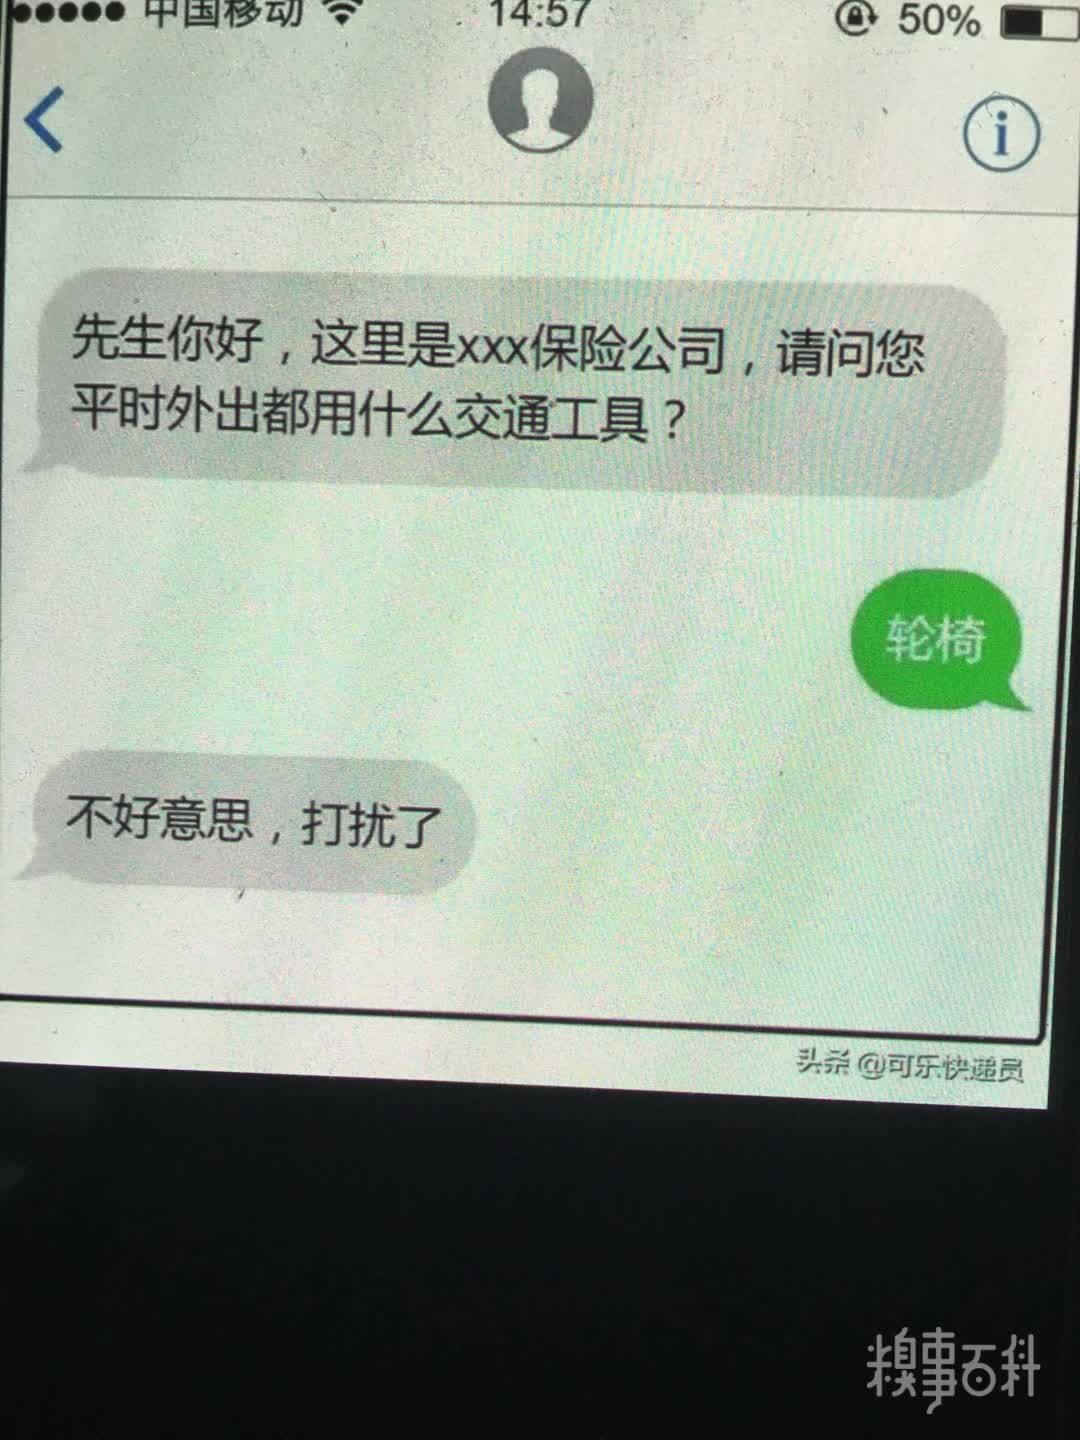 中国移动
14:57
50%
先生你好，这里是xxx保险公司，请问您
平时外出都用什么交通工具？
轮椅
不好意思，打扰了
头条 @可乐快递员
糗事百科